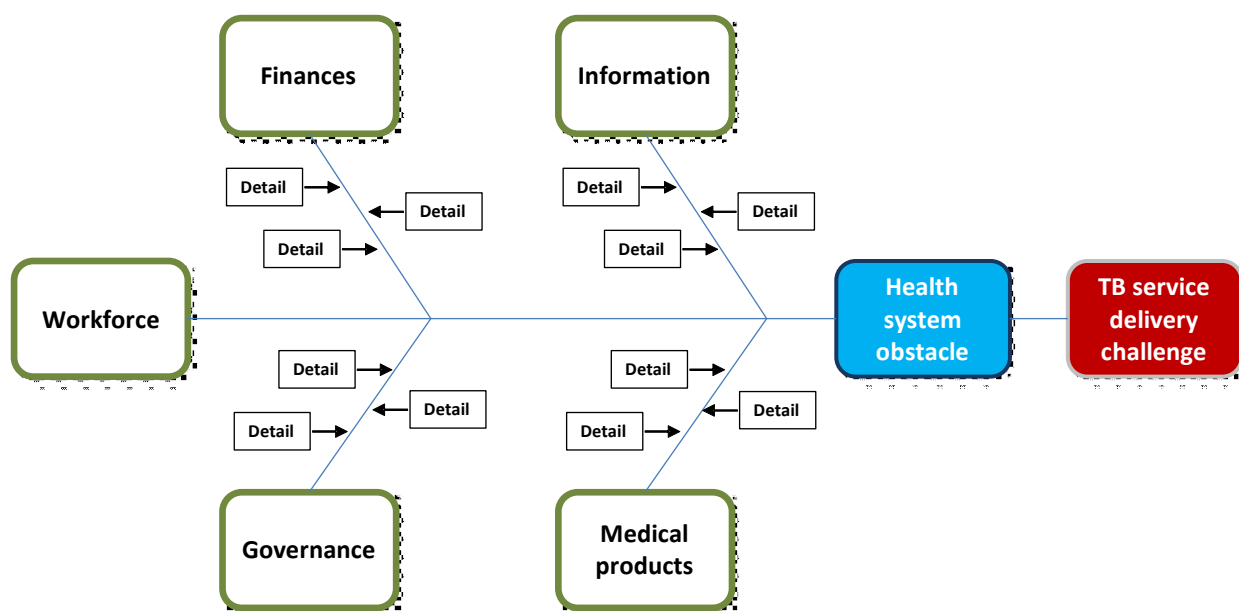 Finances
Information
Detail
Detail
Detail
Detail
Detail
Detail
Workforce
Health
system
obstacle
TB service
delivery
challenge
Detail
Detail
Detail
Detail
Detail
Detail
Governance
Medical
products